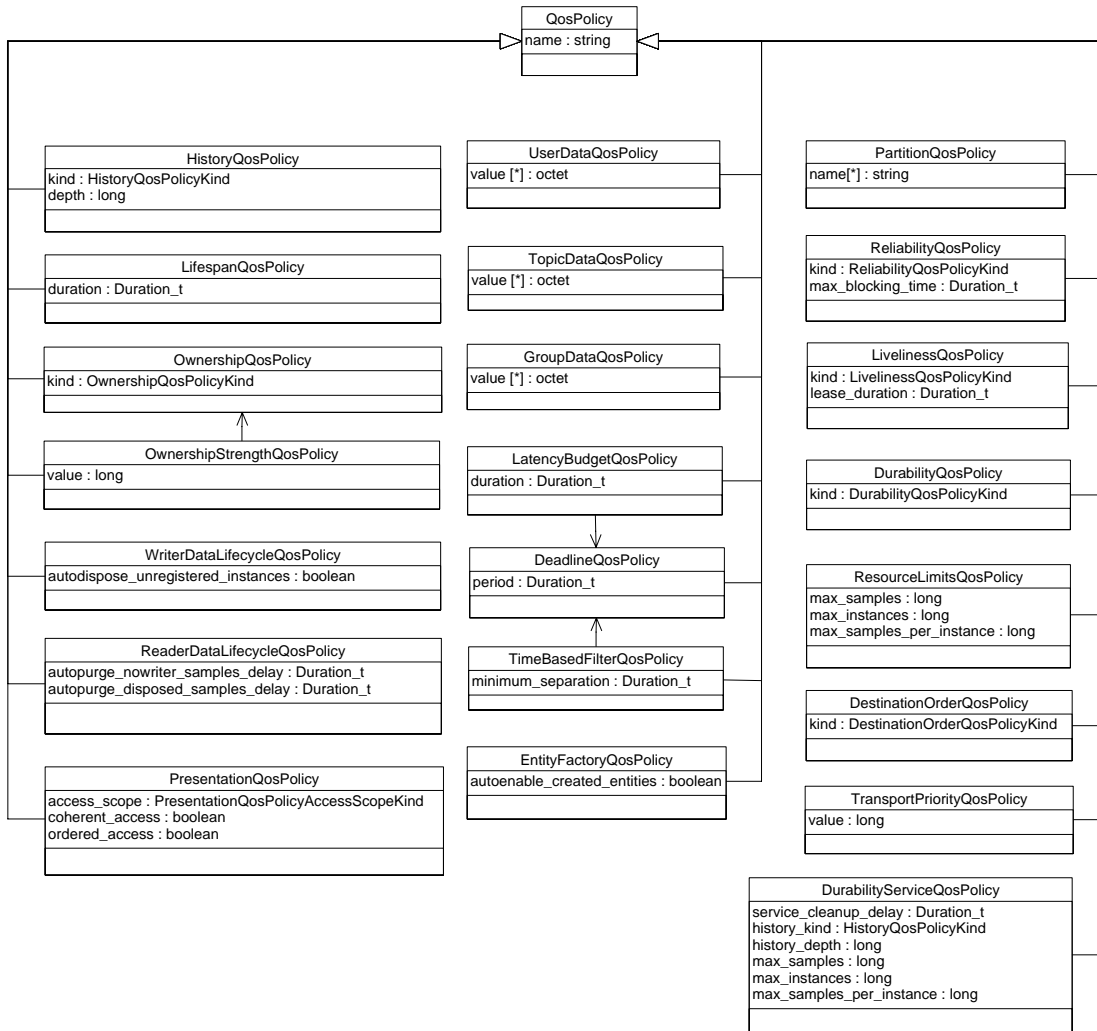 QosPolicy
name : string
HistoryQosPolicy
kind : HistoryQosPolicyKind
depth : long
LifespanQosPolicy
duration : Duration_t
OwnershipQosPolicy
kind : OwnershipQosPolicyKind
OwnershipStrengthQosPolicy
value : long
WriterDataLifecycleQosPolicy
autodispose_unregistered_instances : boolean
ReaderDataLifecycleQosPolicy
autopurge_nowriter_samples_delay : Duration_t
autopurge_disposed_samples_delay : Duration_t
PresentationQosPolicy
access_scope : PresentationQosPolicyAccessScopeKind
coherent_access : boolean
ordered_access : boolean
UserDataQosPolicy
value [*] : octet
TopicDataQosPolicy
value [*] : octet
GroupDataQosPolicy
value [*] : octet
LatencyBudgetQosPolicy
duration : Duration_t
DeadlineQosPolicy
period : Duration_t
TimeBasedFilterQosPolicy
minimum_separation : Duration_t
EntityFactoryQosPolicy
autoenable_created_entities : boolean
PartitionQosPolicy
name[*] : string
ReliabilityQosPolicy
kind : ReliabilityQosPolicyKind
max_blocking_time : Duration_t
LivelinessQosPolicy
kind : LivelinessQosPolicyKind
lease_duration : Duration_t
DurabilityQosPolicy
kind : DurabilityQosPolicyKind
ResourceLimitsQosPolicy
max_samples : long
max_instances : long
max_samples_per_instance : long
DestinationOrderQosPolicy
kind : DestinationOrderQosPolicyKind
TransportPriorityQosPolicy
value : long
DurabilityServiceQosPolicy
service_cleanup_delay : Duration_t
history_kind : HistoryQosPolicyKind
history_depth : long
max_samples : long
max_instances : long
max_samples_per_instance : long